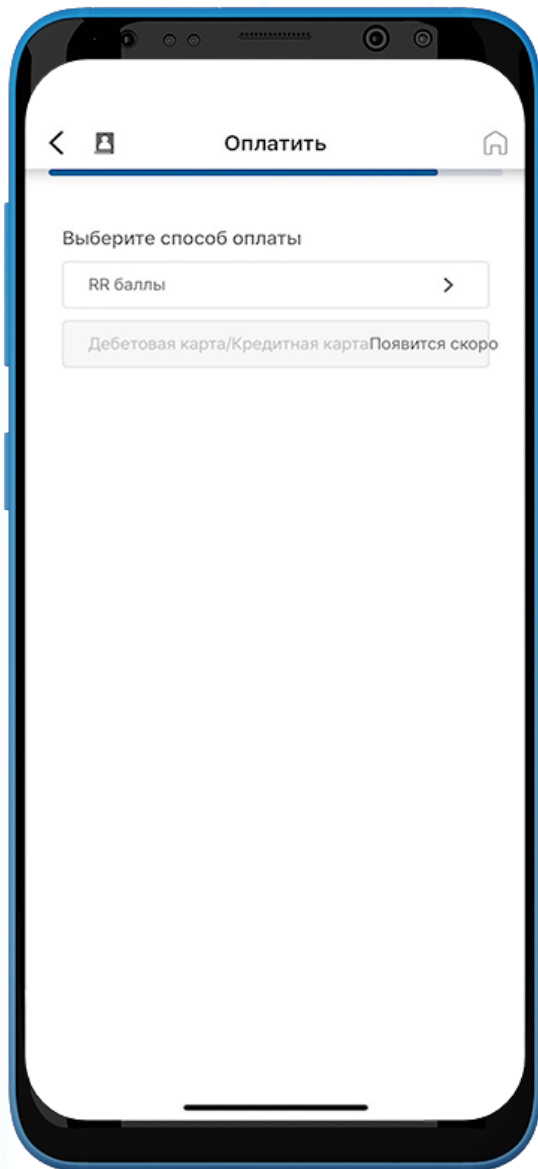 Оплатить
Выберите способ оплаты
RR баллы
Дебетовая карта/Кредитная карта Появится скоро